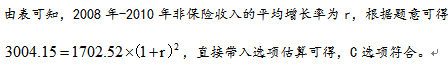 由表可知，2008 年-2010 年非保险收入的平均增长率为 r，根据题意可得
3004.15＝1702.52×(1＋r)²，直接带入选项估算可得，C 选项符合。